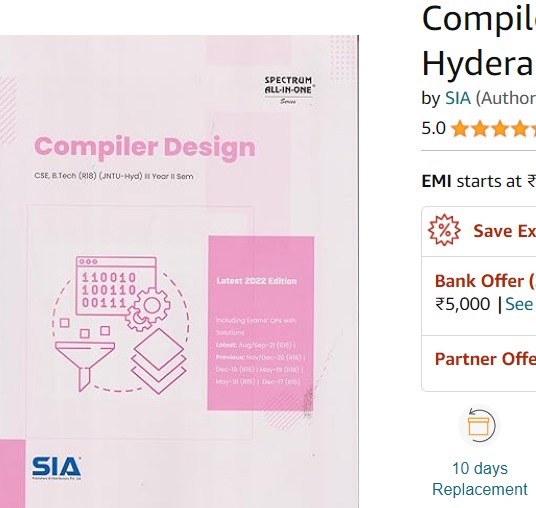 SPECTRUM
ALL-IN-ONE
Series
Compiler Design
CSE, B.Tech (R18) (JNTU-Hyd) III Year II Sem
110010
100110
00111
Latest 2022 Edition
Including Exams' QPs with
Solutions
Latest: Aug/Sep-21 (R18) |
Previous: Nov/Dec-20 (R16) |
Dec-19 (R16) | May-19 (R16) |
May-18 (R15) | Dec-17 (R15)
SIA
Publishers & Distributors Pvt. Ltd
Compil
Hydera
by SIA (Author
5.0
EMI starts at ₹
Save Ex
Bank Offer (
₹5,000 | See
Partner Offe
10 days
Replacement